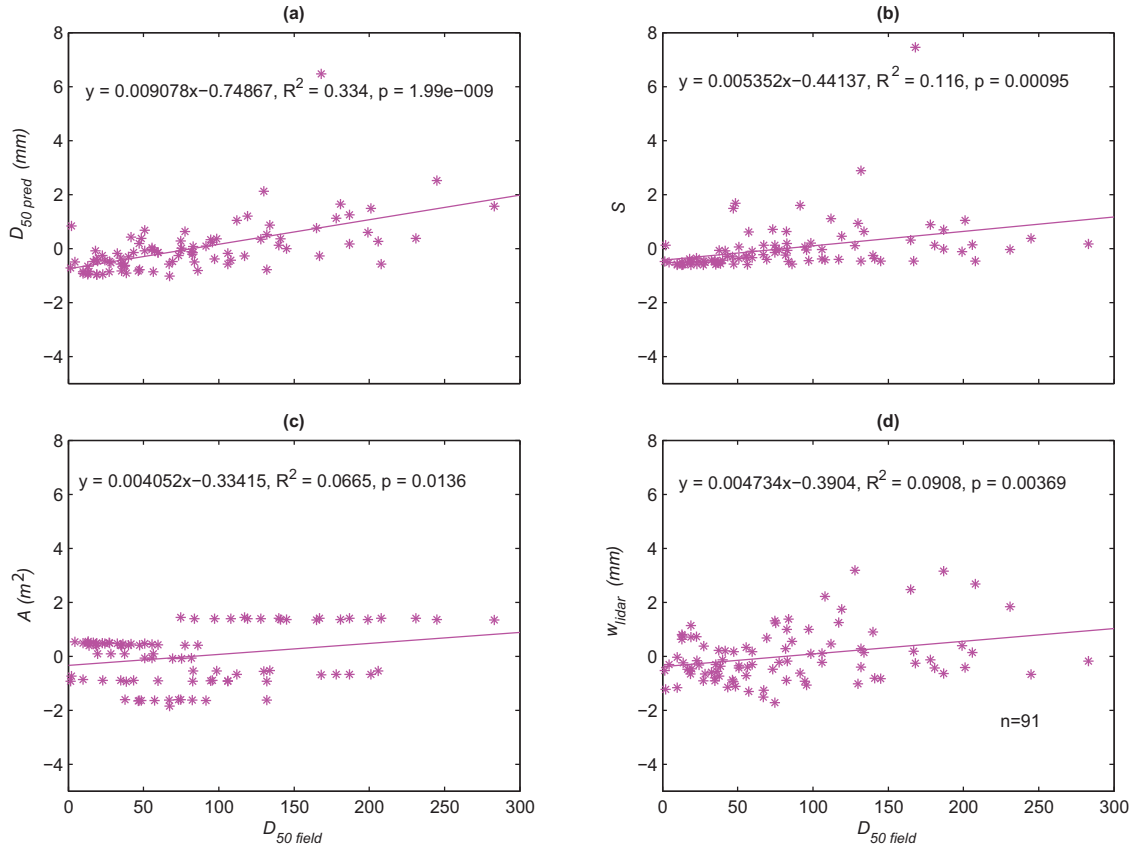 (a)
y = 0.009078x−0.74867, R² = 0.334, p = 1.99e−009
D50 pred (mm)
8
6
4
2
0
−2
−4
(b)
y = 0.005352x−0.44137, R² = 0.116, p = 0.00095
S
8
6
4
2
0
−2
−4
(c)
y = 0.004052x−0.33415, R² = 0.0665, p = 0.0136
A (m²)
8
6
4
2
0
−2
−4
0 50 100 150 200 250 300
D50 field
(d)
y = 0.004734x−0.3904, R² = 0.0908, p = 0.00369
wlidar (mm)
8
6
4
2
0
−2
−4
n=91
0 50 100 150 200 250 300
D50 field